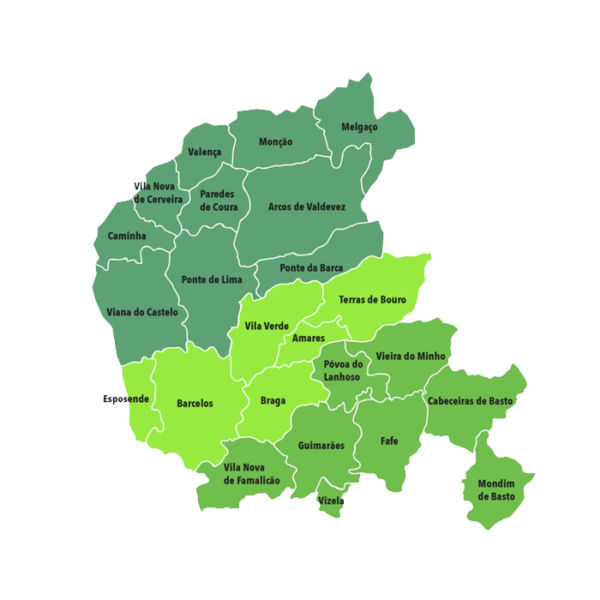 Melgaço
Monção
Valença
Vila Nova
de Cerveira
Paredes
de Coura
Arcos de Valdevez
Caminha
Ponte da Barca
Ponte de Lima
Viana do Castelo
Terras de Bouro
Vila Verde
Amares
Vieira do Minho
Póvoa do
Lanhoso
Esposende
Barcelos
Braga
Cabeceiras de Basto
Guimarães
Fafe
Vila Nova
de Famalicão
Mondim
de Basto
Vizela